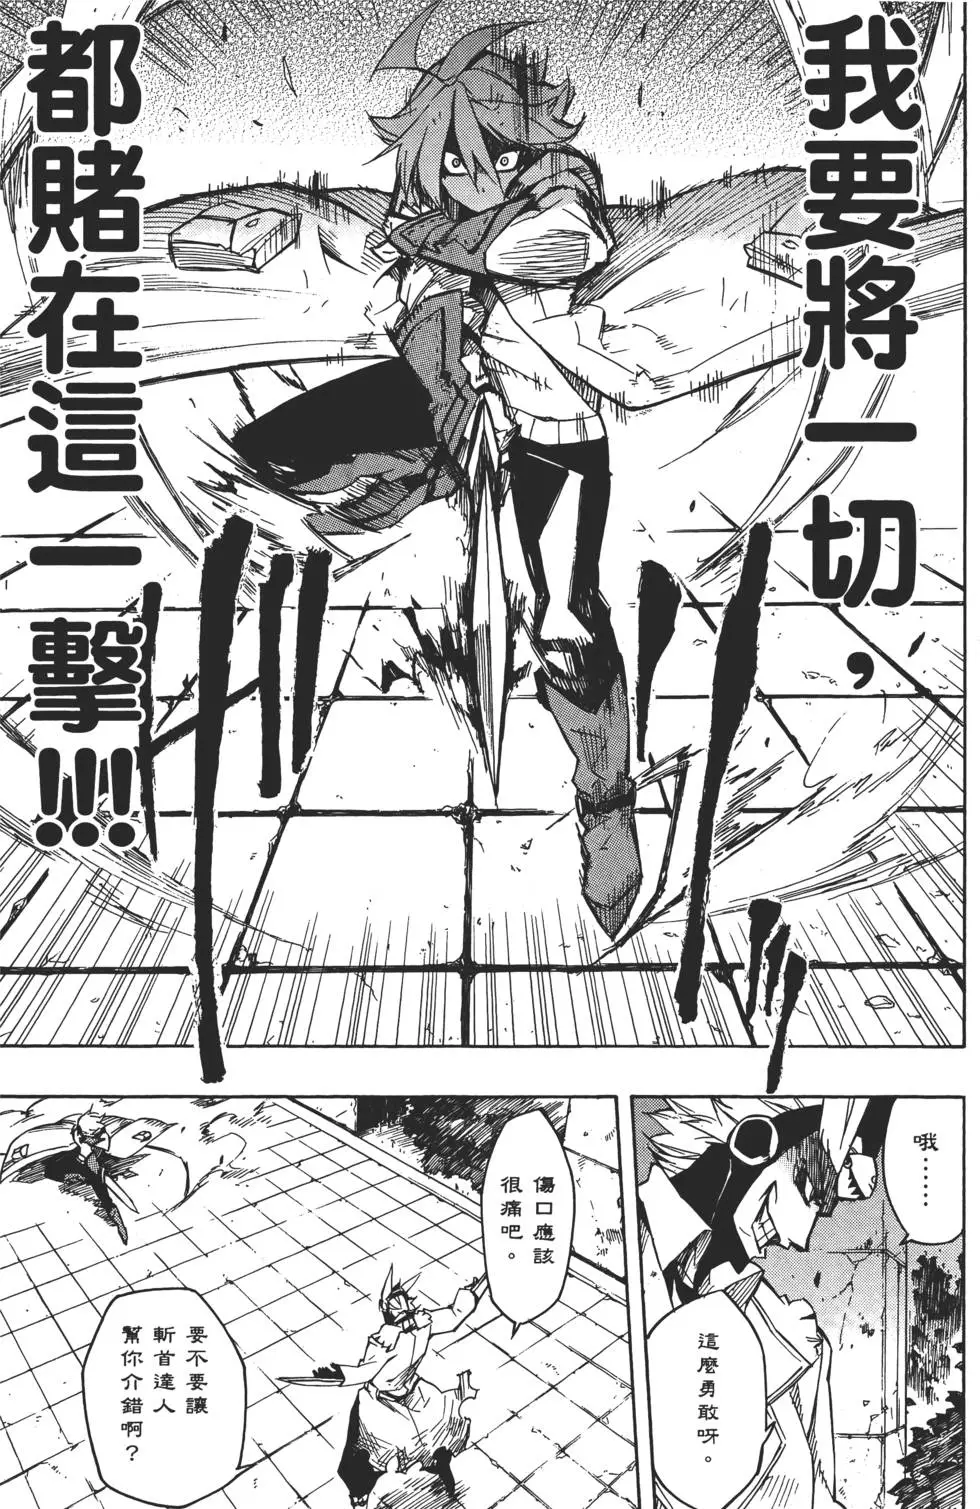 我要將一切，
都賭在這一擊!!!
哦……
這麼勇敢呀。
傷口應該
很痛吧。
要不要讓
斬首達人
幫你介錯啊？